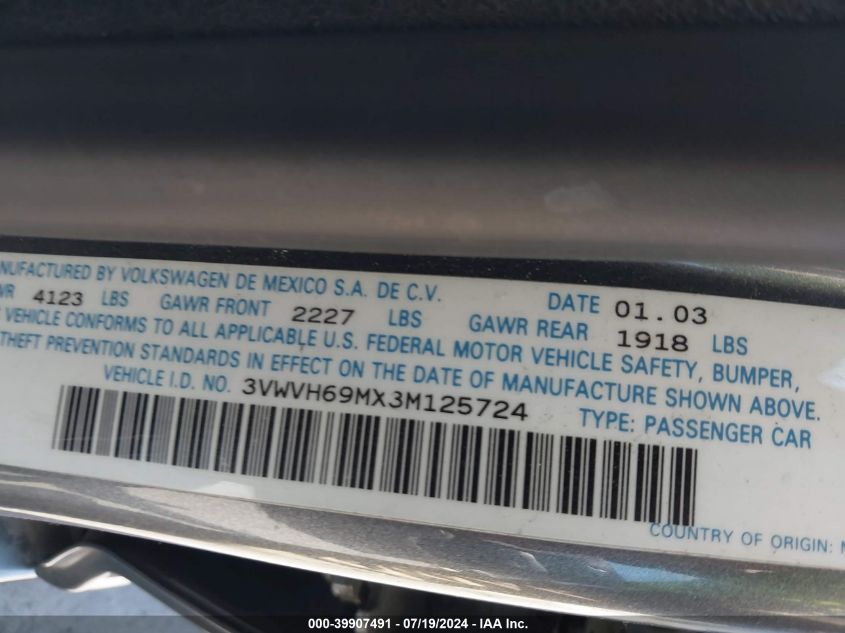 ANUFACTURED BY VOLKSWAGEN DE MEXICO S.A. DE C.V. DATE 01.03
WR 4123 LBS GAWR FRONT 2227 LBS GAWR REAR 1918 LBS
VEHICLE CONFORMS TO ALL APPLICABLE U.S. FEDERAL MOTOR VEHICLE SAFETY, BUMPER,
THEFT PREVENTION STANDARDS IN EFFECT ON THE DATE OF MANUFACTURE SHOWN ABOVE.
VEHICLE I.D. NO. 3VWVH69MX3M125724 TYPE: PASSENGER CAR
COUNTRY OF ORIGIN: M
000-39907491 - 07/19/2024 - IAA Inc.